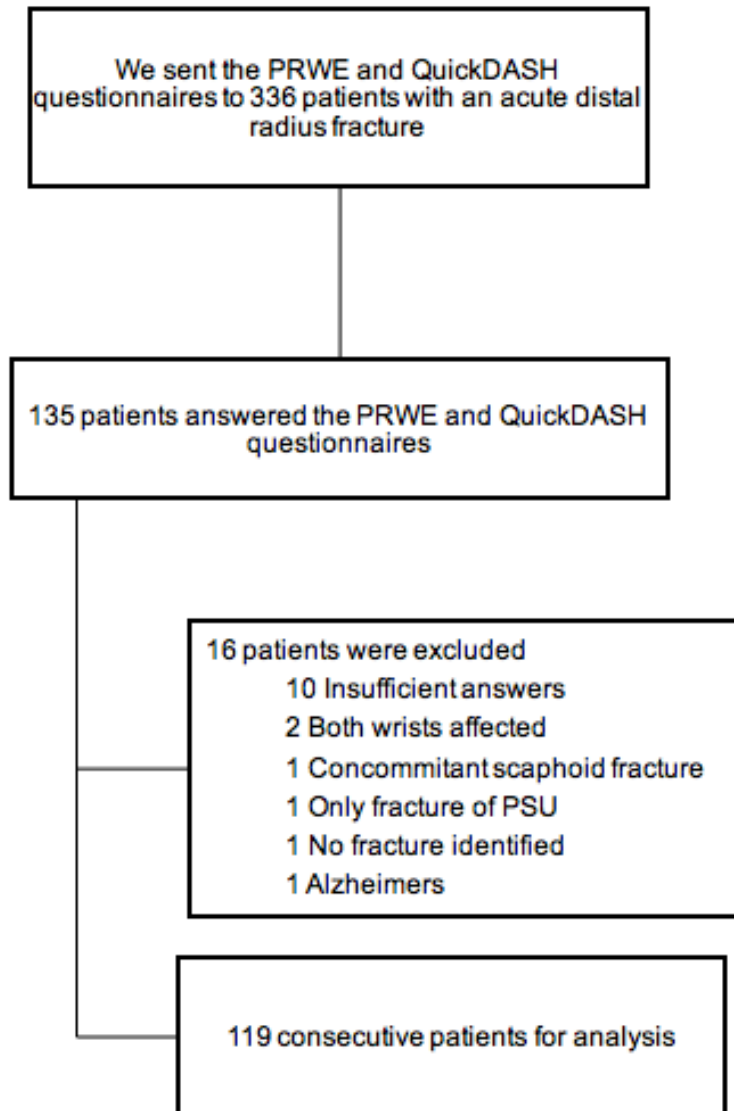 We sent the PRWE and QuickDASH
questionnaires to 336 patients with an acute distal
radius fracture
135 patients answered the PRWE and QuickDASH
questionnaires
16 patients were excluded
10 Insufficient answers
2 Both wrists affected
1 Concommitant scaphoid fracture
1 Only fracture of PSU
1 No fracture identified
1 Alzheimers
119 consecutive patients for analysis